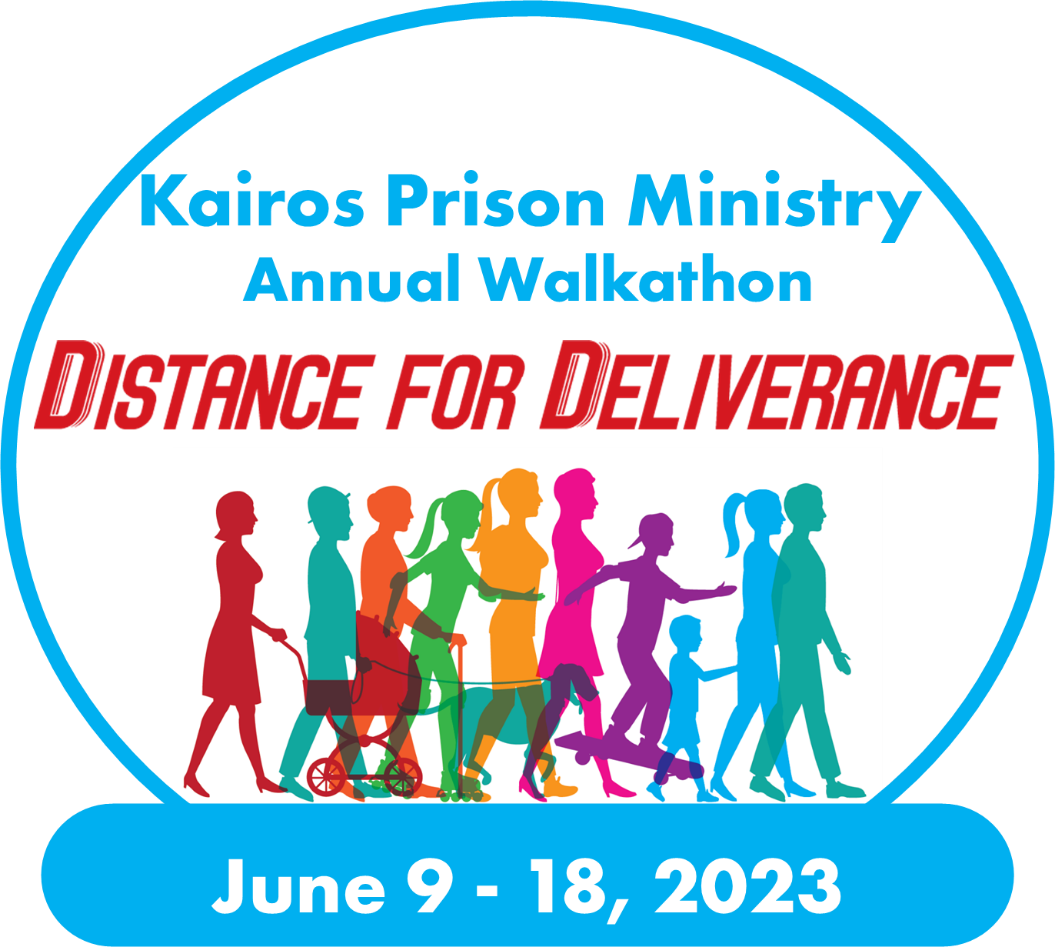 Kairos Prison Ministry
Annual Walkathon
Distance for Deliverance
June 9 - 18, 2023